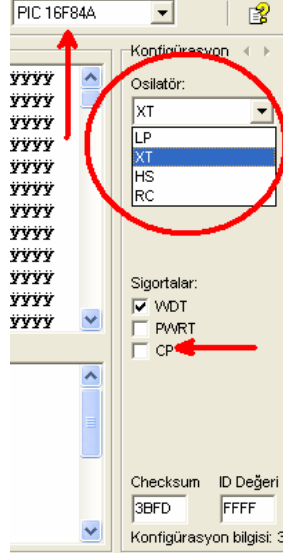 PIC 16F84A
Konfigürasyon
ÿÿÿÿ
ÿÿÿÿ
ÿÿÿÿ
ÿÿÿÿ
ÿÿÿÿ
ÿÿÿÿ
ÿÿÿÿ
ÿÿÿÿ
ÿÿÿÿ
ÿÿÿÿ
ÿÿÿÿ
ÿÿÿÿ
Osilatör:
XT
LP
XT
HS
RC
Sigortalar:
WDT
PWRT
CP
Checksum ID Değeri
3BFD FFFF
Konfigürasyon bilgisi: 3